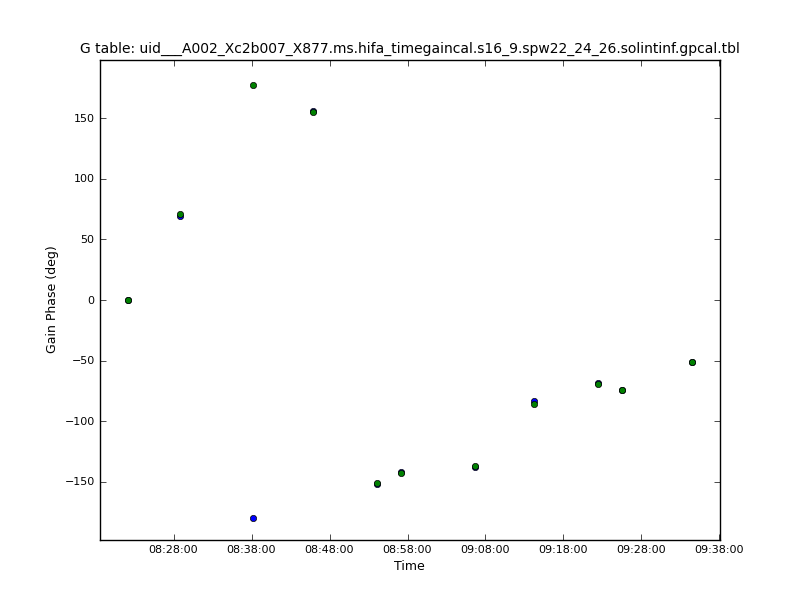 G table: uid___A002_Xc2b007_X877.ms.hifa_timegaincal.s16_9.spw22_24_26.solintinf.gpcal.tbl
Gain Phase (deg)
150
100
50
0
−50
−100
−150
08:28:00 08:38:00 08:48:00 08:58:00 09:08:00 09:18:00 09:28:00 09:38:00
Time